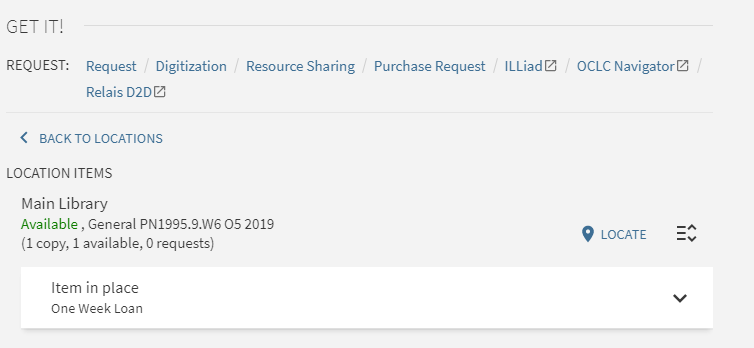 GET IT!
REQUEST: Request / Digitization / Resource Sharing / Purchase Request / ILLiad / OCLC Navigator /
Relais D2D
BACK TO LOCATIONS
LOCATION ITEMS
Main Library
Available , General PN1995.9.W6 O5 2019
(1 copy, 1 available, 0 requests)
LOCATE
Item in place
One Week Loan